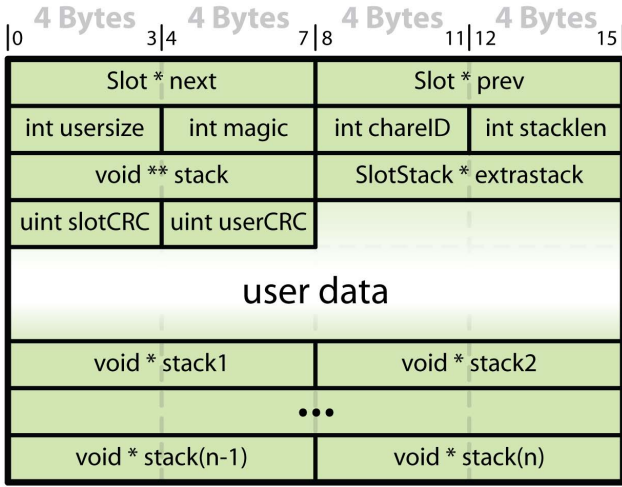 4 Bytes 4 Bytes 4 Bytes 4 Bytes
0 3 4 7 8 11 12 15
Slot * next Slot * prev
int usersize int magic int chareID int stacklen
void ** stack SlotStack * extrastack
uint slotCRC uint userCRC
user data
void * stack1 void * stack2
...
void * stack(n-1) void * stack(n)